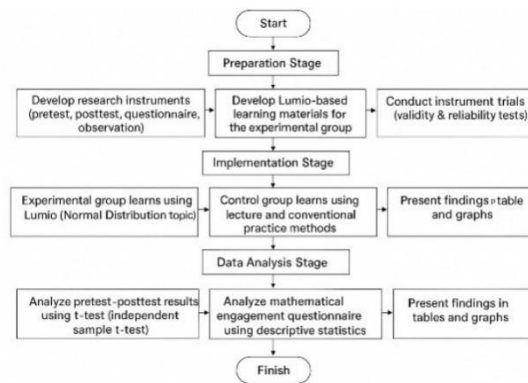 Start
Preparation Stage
Develop research instruments
(pretest, posttest, questionnaire,
observation)
Develop Lumio-based
learning materials for
the experimental group
Conduct instrument trials
(validity & reliability tests)
Implementation Stage
Experimental group learns using
Lumio (Normal Distribution topic)
Control group learns using
lecture and conventional
practice methods
Present findings p table
and graphs
Data Analysis Stage
Analyze pretest-posttest results
using t-test (independent
sample t-test)
Analyze mathematical
engagement questionnaire
using descriptive statistics
Present findings in
tables and graphs
Finish